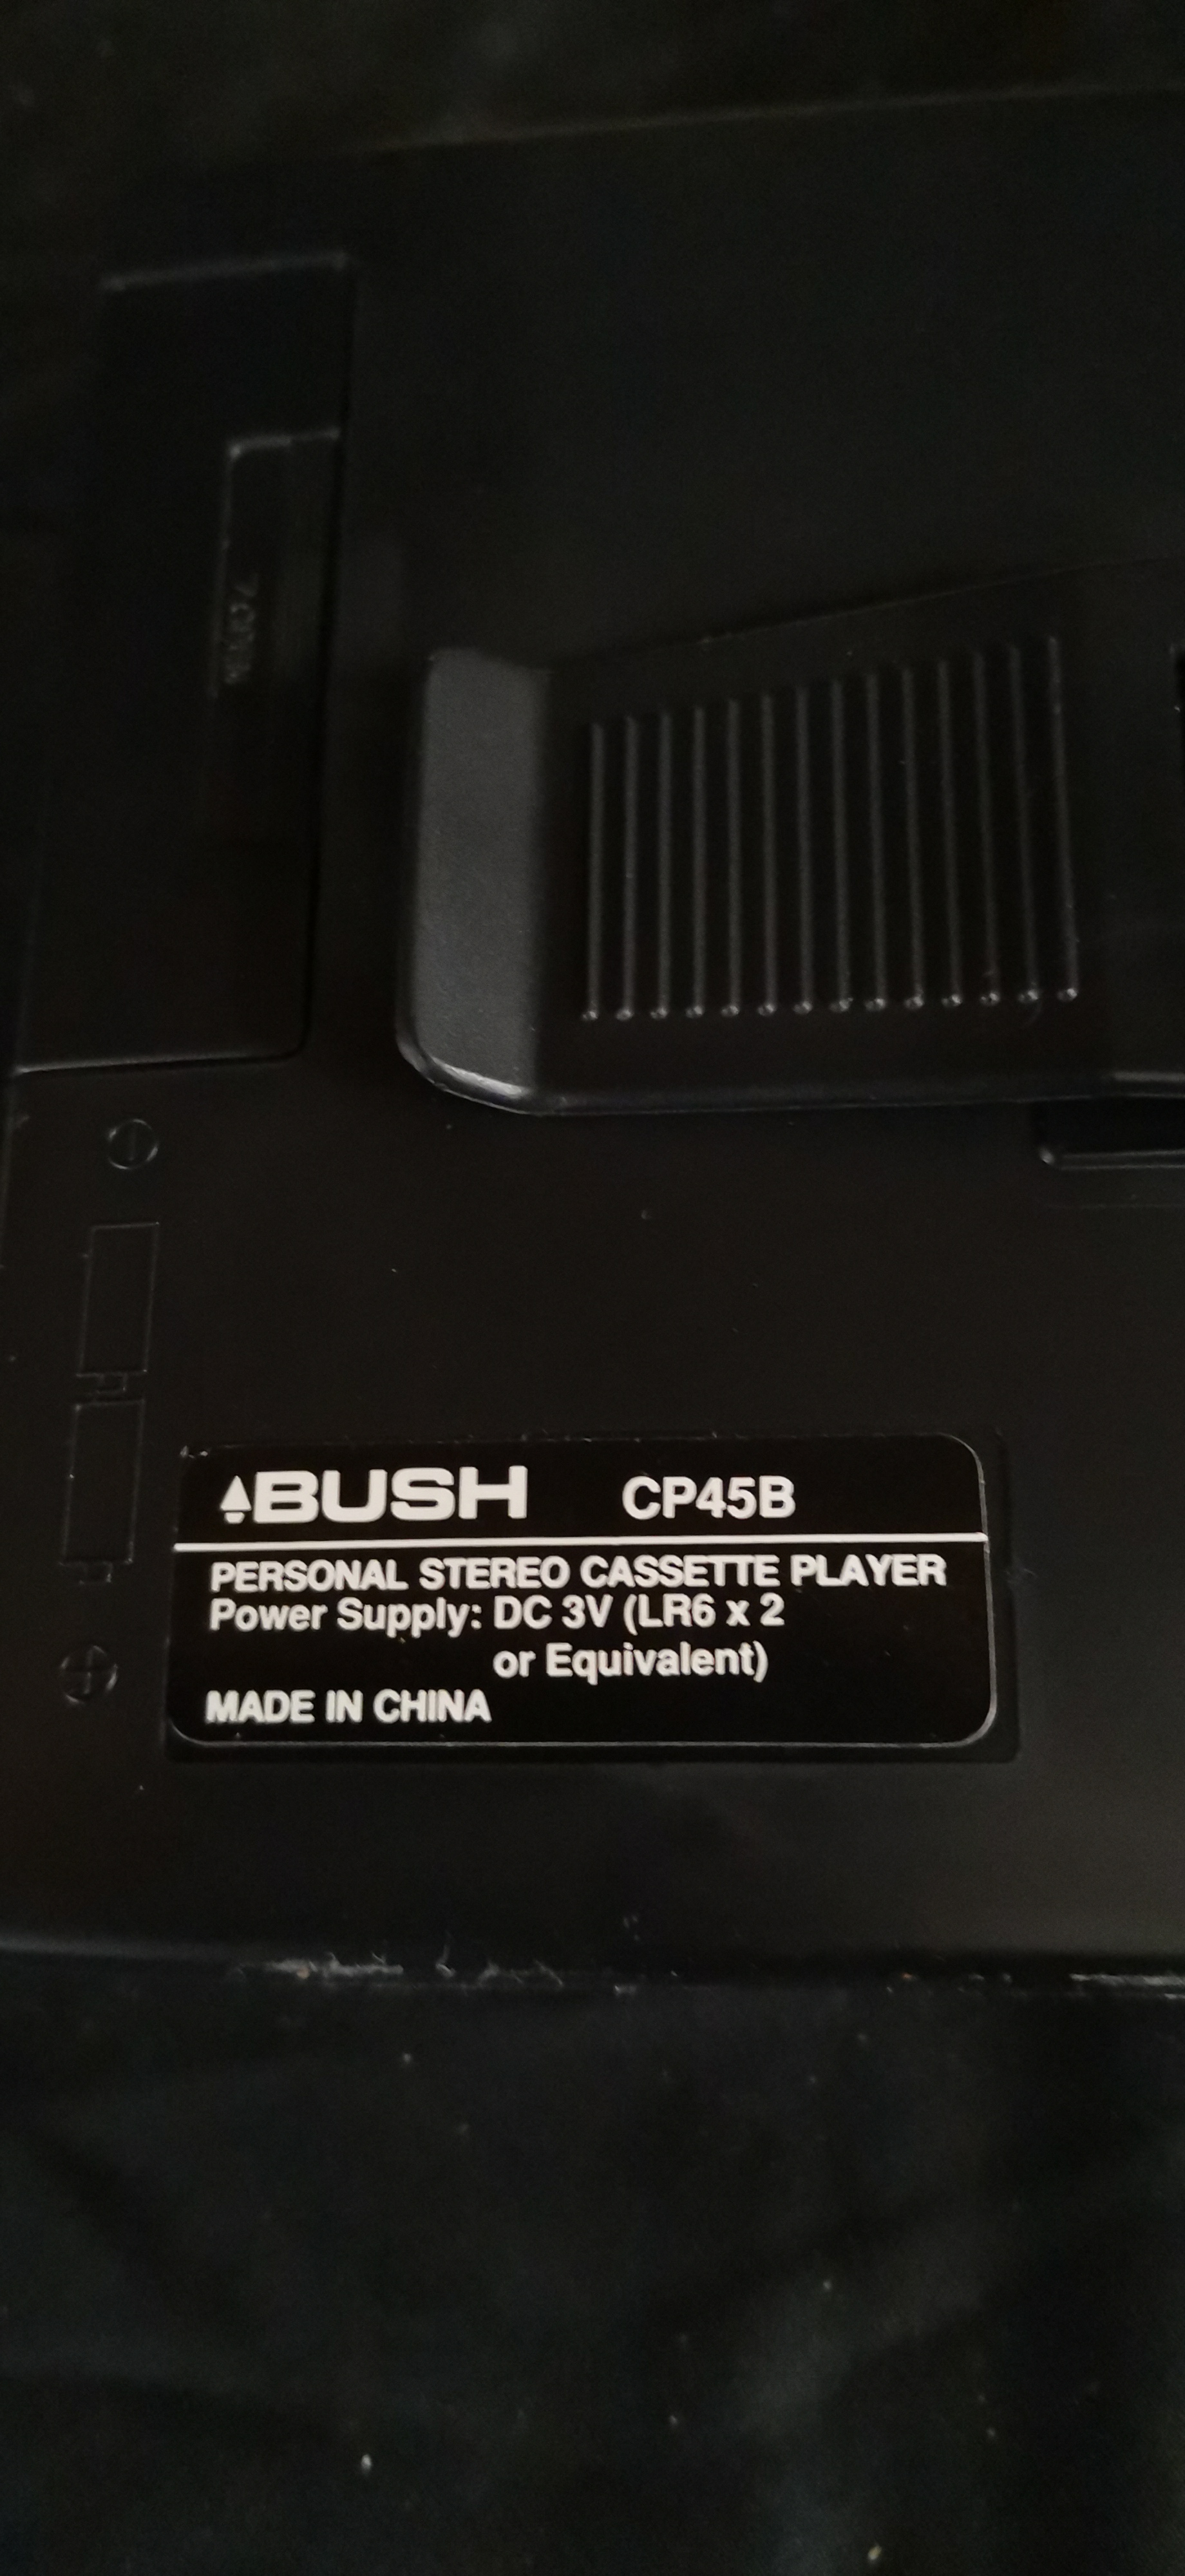 BUSH CP45B
PERSONAL STEREO CASSETTE PLAYER
Power Supply: DC 3V (LR6 x 2
or Equivalent)
MADE IN CHINA